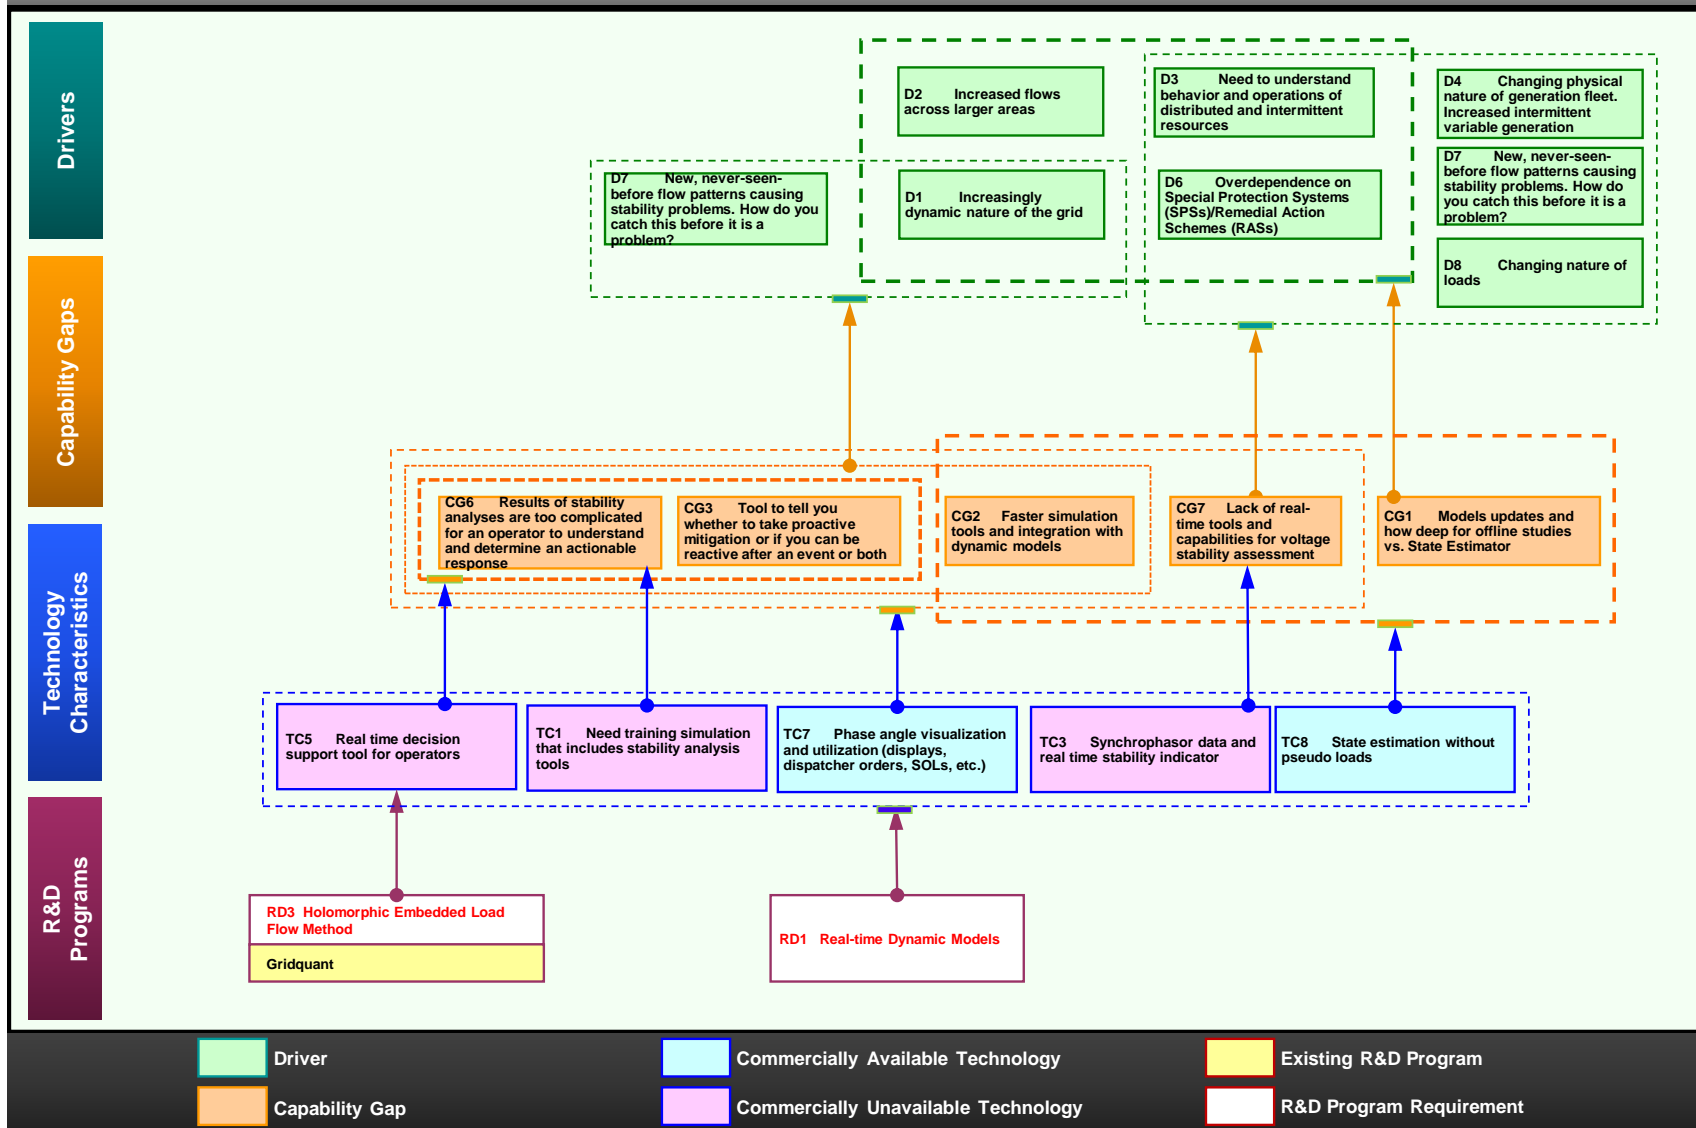 Drivers
D2 Increased flows
across larger areas
D3 Need to understand
behavior and operations of
distributed and intermittent
resources
D4 Changing physical
nature of generation fleet.
Increased intermittent
variable generation
D7 New, never-seen-
before flow patterns causing
stability problems. How do you
catch this before it is a
problem?
D1 Increasingly
dynamic nature of the grid
D6 Overdependence on
Special Protection Systems
(SPSs)/Remedial Action
Schemes (RASs)
D7 New, never-seen-
before flow patterns causing
stability problems. How do
you catch this before it is a
problem?
D8 Changing nature of
loads
Capability Gaps
CG6 Results of stability
analyses are too complicated
for an operator to understand
and determine an actionable
response
CG3 Tool to tell you
whether to take proactive
mitigation or if you can be
reactive after an event or both
CG2 Faster simulation
tools and integration with
dynamic models
CG7 Lack of real-
time tools and
capabilities for voltage
stability assessment
CG1 Models updates and
how deep for offline studies
vs. State Estimator
Technology
Characteristics
TC5 Real time decision
support tool for operators
TC1 Need training simulation
that includes stability analysis
tools
TC7 Phase angle visualization
and utilization (displays,
dispatcher orders, SOLs, etc.)
TC3 Synchrophasor data and
real time stability indicator
TC8 State estimation without
pseudo loads
R&D
Programs
RD3 Holomorphic Embedded Load
Flow Method
Gridquant
RD1 Real-time Dynamic Models
Driver
Commercially Available Technology
Existing R&D Program
Capability Gap
Commercially Unavailable Technology
R&D Program Requirement